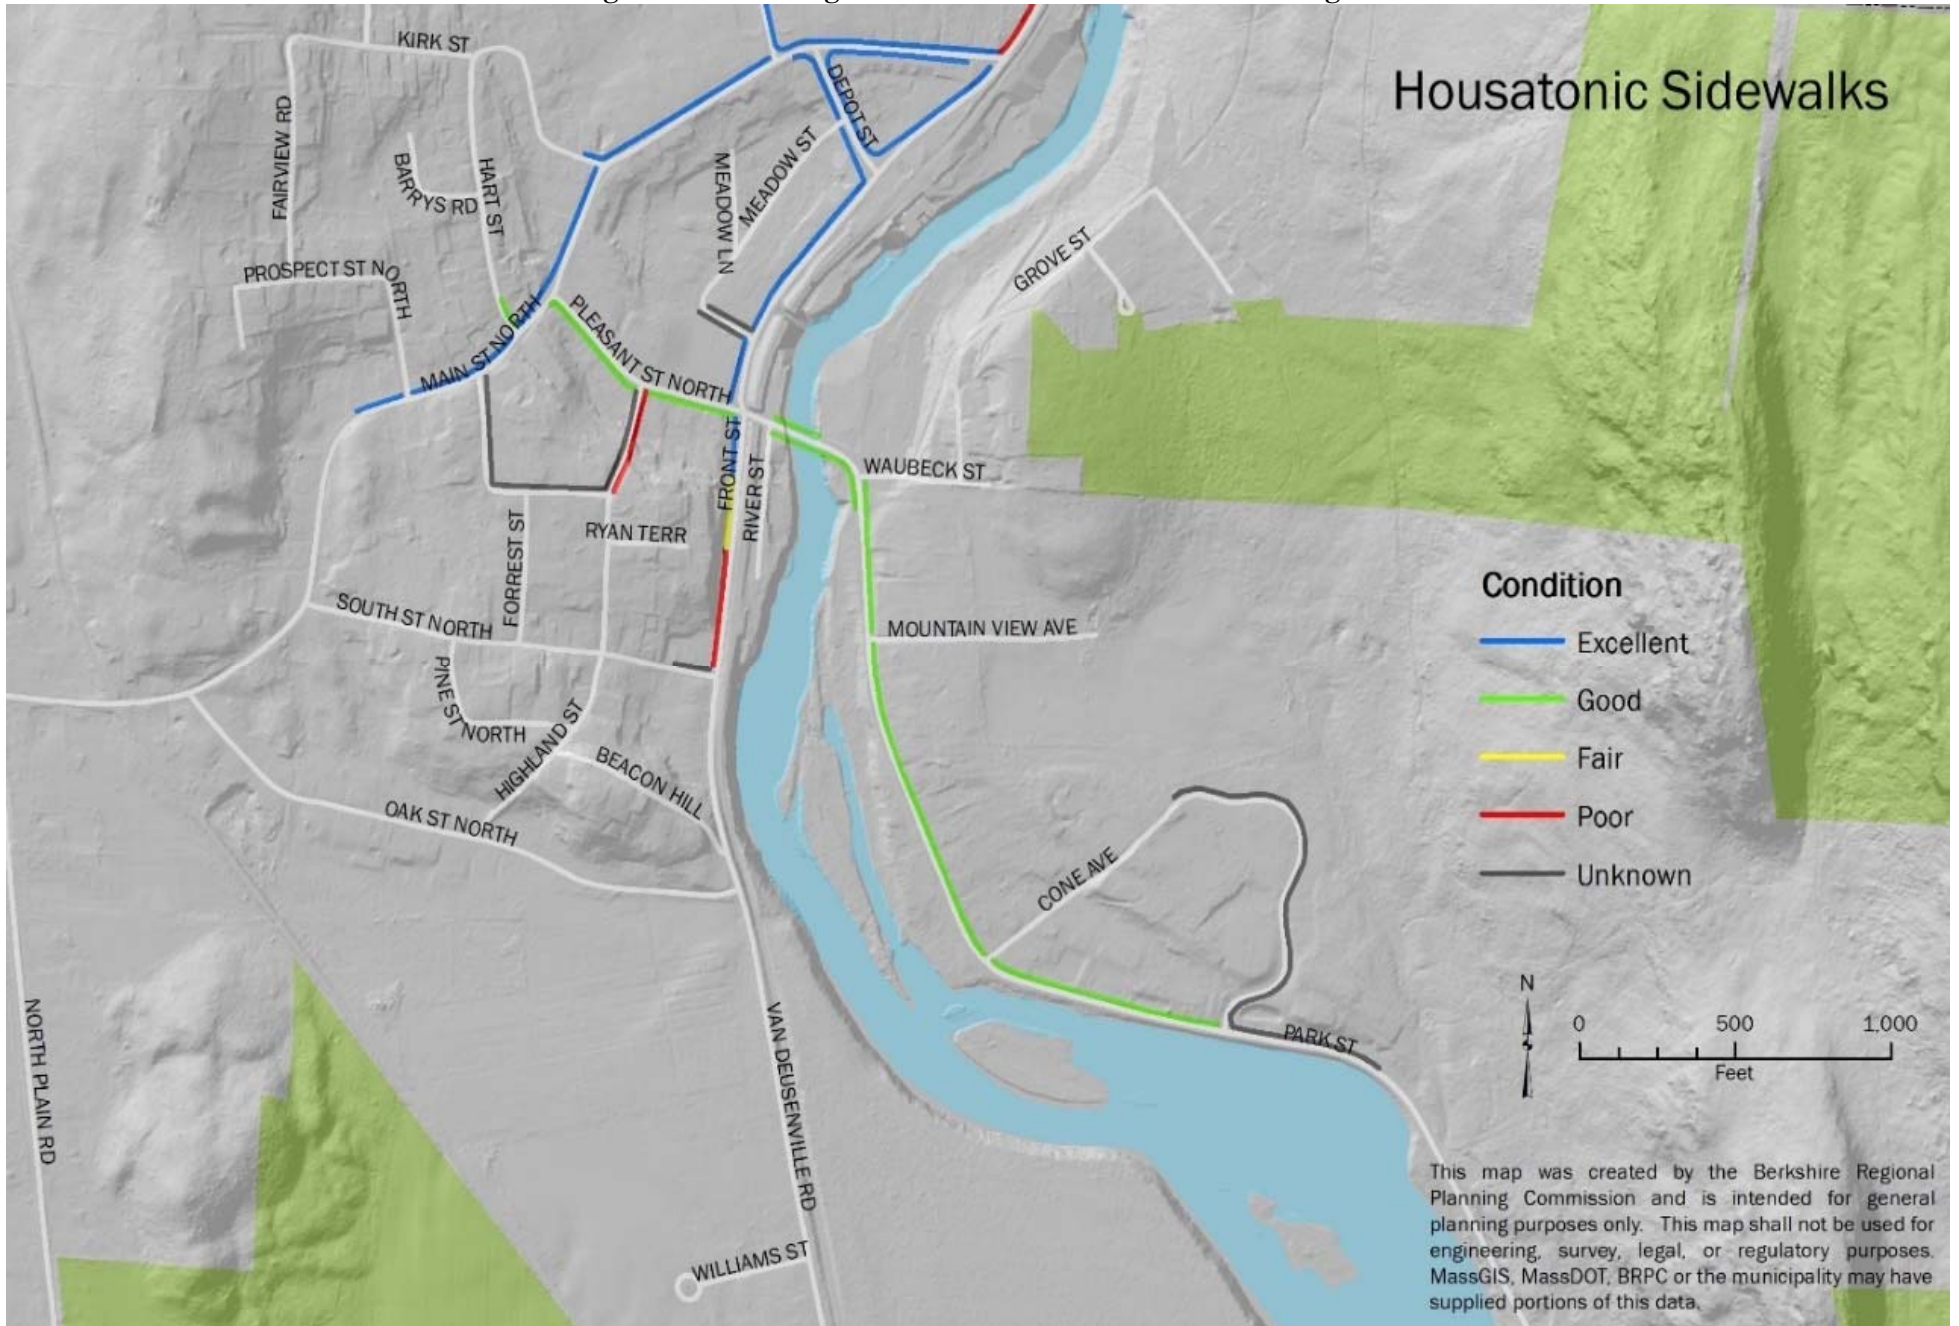 Housatonic Sidewalks
KIRK ST
FAIRVIEW RD
BARRYS RD
HART ST
DEPOT ST
MEADOW ST
MEADOW LN
GROVE ST
PROSPECT ST NORTH
MAIN ST NORTH
PLEASANT ST NORTH
FRONT ST
RIVER ST
WAUBECK ST
RYAN TERR
FORREST ST
SOUTH ST NORTH
MOUNTAIN VIEW AVE
PINE ST NORTH
HIGHLAND ST
BEACON HILL
OAK ST NORTH
CONE AVE
PARK ST
NORTH PLAIN RD
VAN DEUSENVILLE RD
WILLIAMS ST
Condition
Excellent
Good
Fair
Poor
Unknown
N
0 500 1,000
Feet
This map was created by the Berkshire Regional
Planning Commission and is intended for general
planning purposes only. This map shall not be used for
engineering, survey, legal, or regulatory purposes.
MassGIS, MassDOT, BRPC or the municipality may have
supplied portions of this data.